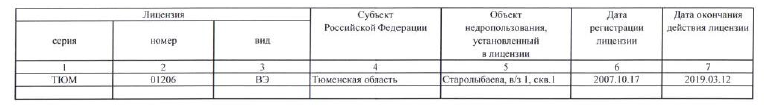 Лицензия
Субъект
Российской Федерации
Объект
недропользования,
установленный
в лицензии
Дата
регистрации
лицензии
Дата окончания
действия лицензии
серия номер вид
1 2 3 4 5 6 7
ТЮМ 01206 ВЭ Тюменская область Старолыбаева, в/з 1, скв.1 2007.10.17 2019.03.12